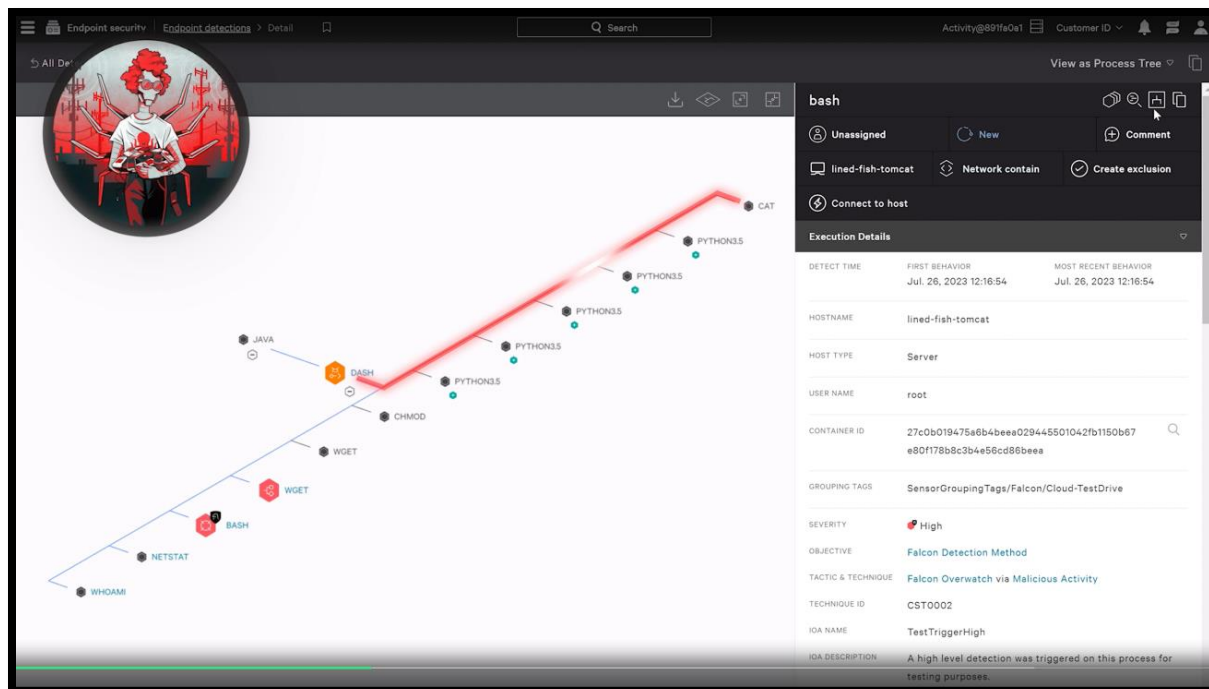 Endpoint security
Endpoint detections > Detail
Search
Activity@891fa0a1
Customer ID
All De
View as Process Tree
CAT
PYTHON3.5
PYTHON3.5
PYTHON3.5
PYTHON3.5
PYTHON3.5
JAVA
DASH
CHMOD
WGET
WGET
BASH
NETSTAT
WHOAMI
bash
Unassigned
New
Comment
lined-fish-tomcat
Network contain
Create exclusion
Connect to host
Execution Details
DETECT TIME
FIRST BEHAVIOR
Jul. 26, 2023 12:16:54
MOST RECENT BEHAVIOR
Jul. 26, 2023 12:16:54
HOSTNAME
lined-fish-tomcat
HOST TYPE
Server
USER NAME
root
CONTAINER ID
27c0b019475a6b4beea029445501042fb1150b67
e80f178b8c3b4e56cd86beea
GROUPING TAGS
SensorGroupingTags/Falcon/Cloud-TestDrive
SEVERITY
High
OBJECTIVE
Falcon Detection Method
TACTIC & TECHNIQUE
Falcon Overwatch via Malicious Activity
TECHNIQUE ID
CST0002
IOA NAME
TestTriggerHigh
IOA DESCRIPTION
A high level detection was triggered on this process for
testing purposes.